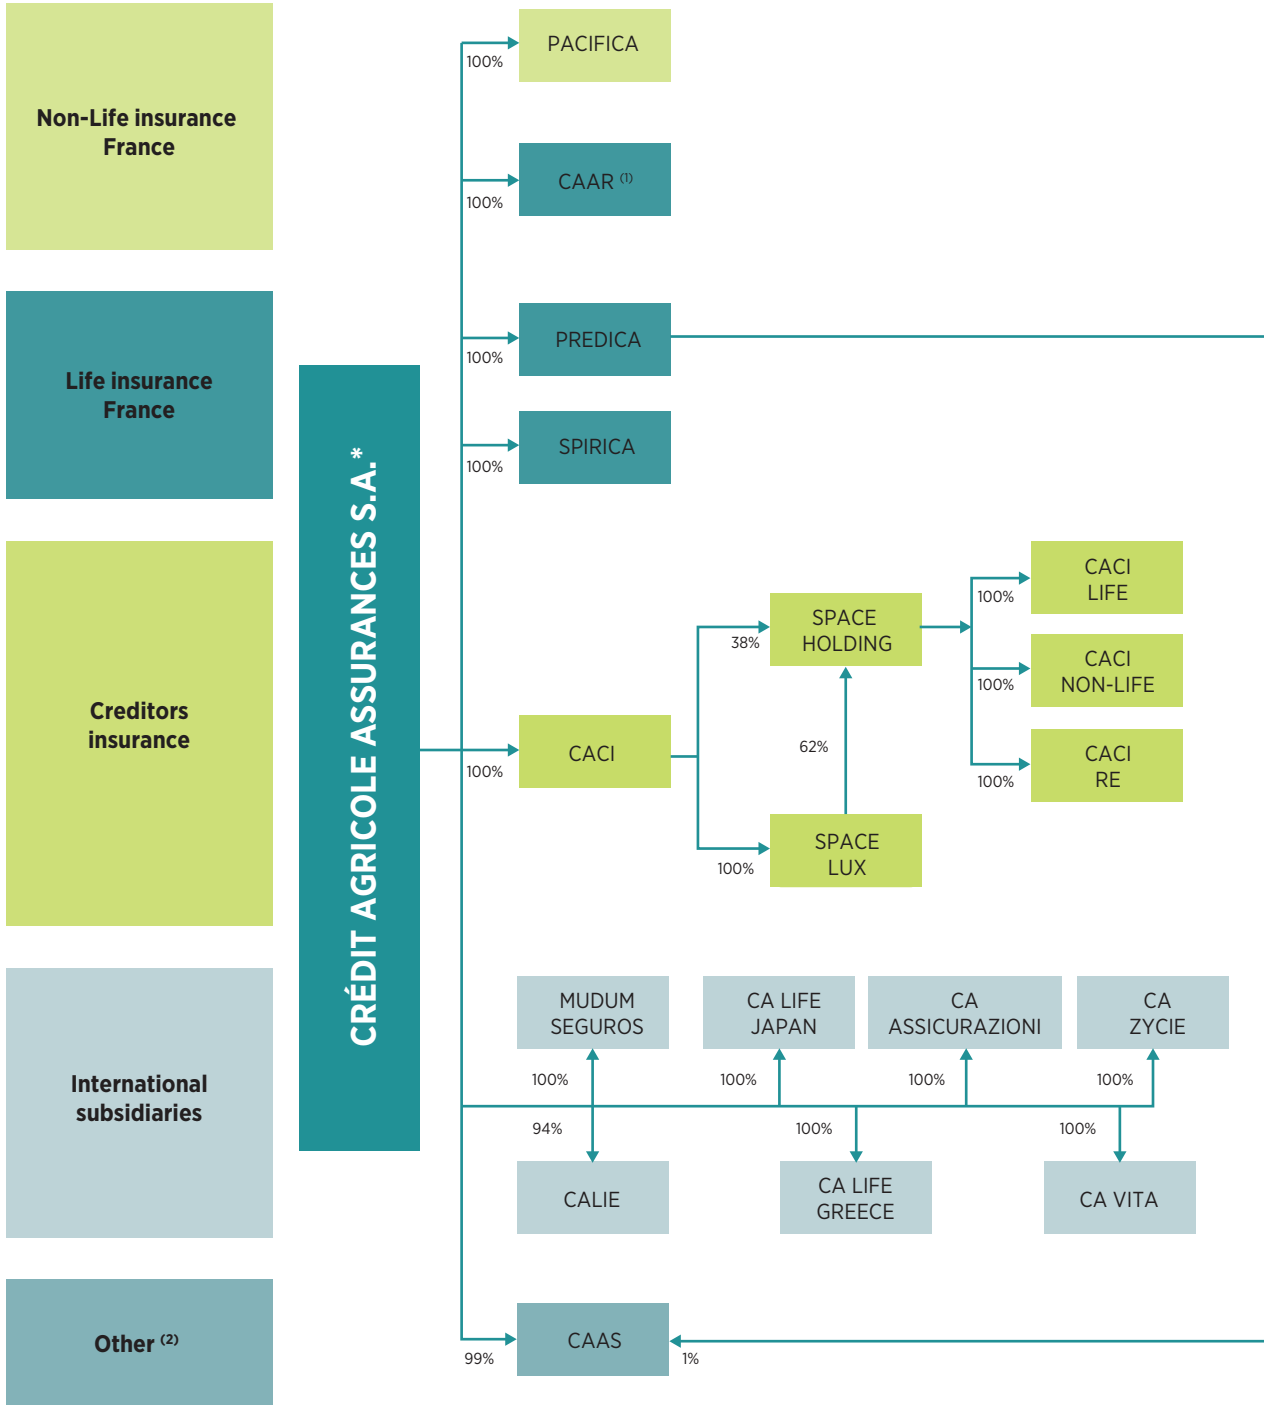 Non-Life insurance
France
Life insurance
France
Creditors
insurance
International
subsidiaries
Other (2)
CRÉDIT AGRICOLE ASSURANCES S.A.*
100%
PACIFICA
100%
CAAR (1)
100%
PREDICA
100%
SPIRICA
100%
CACI
38%
SPACE
HOLDING
62%
100%
SPACE
LUX
100%
CACI
LIFE
100%
CACI
NON-LIFE
100%
CACI
RE
MUDUM
SEGUROS
CA LIFE
JAPAN
CA
ASSICURAZIONI
CA
ZYCIE
100%
100%
100%
100%
94%
100%
100%
CALIE
CA LIFE
GREECE
CA VITA
99%
CAAS
1%